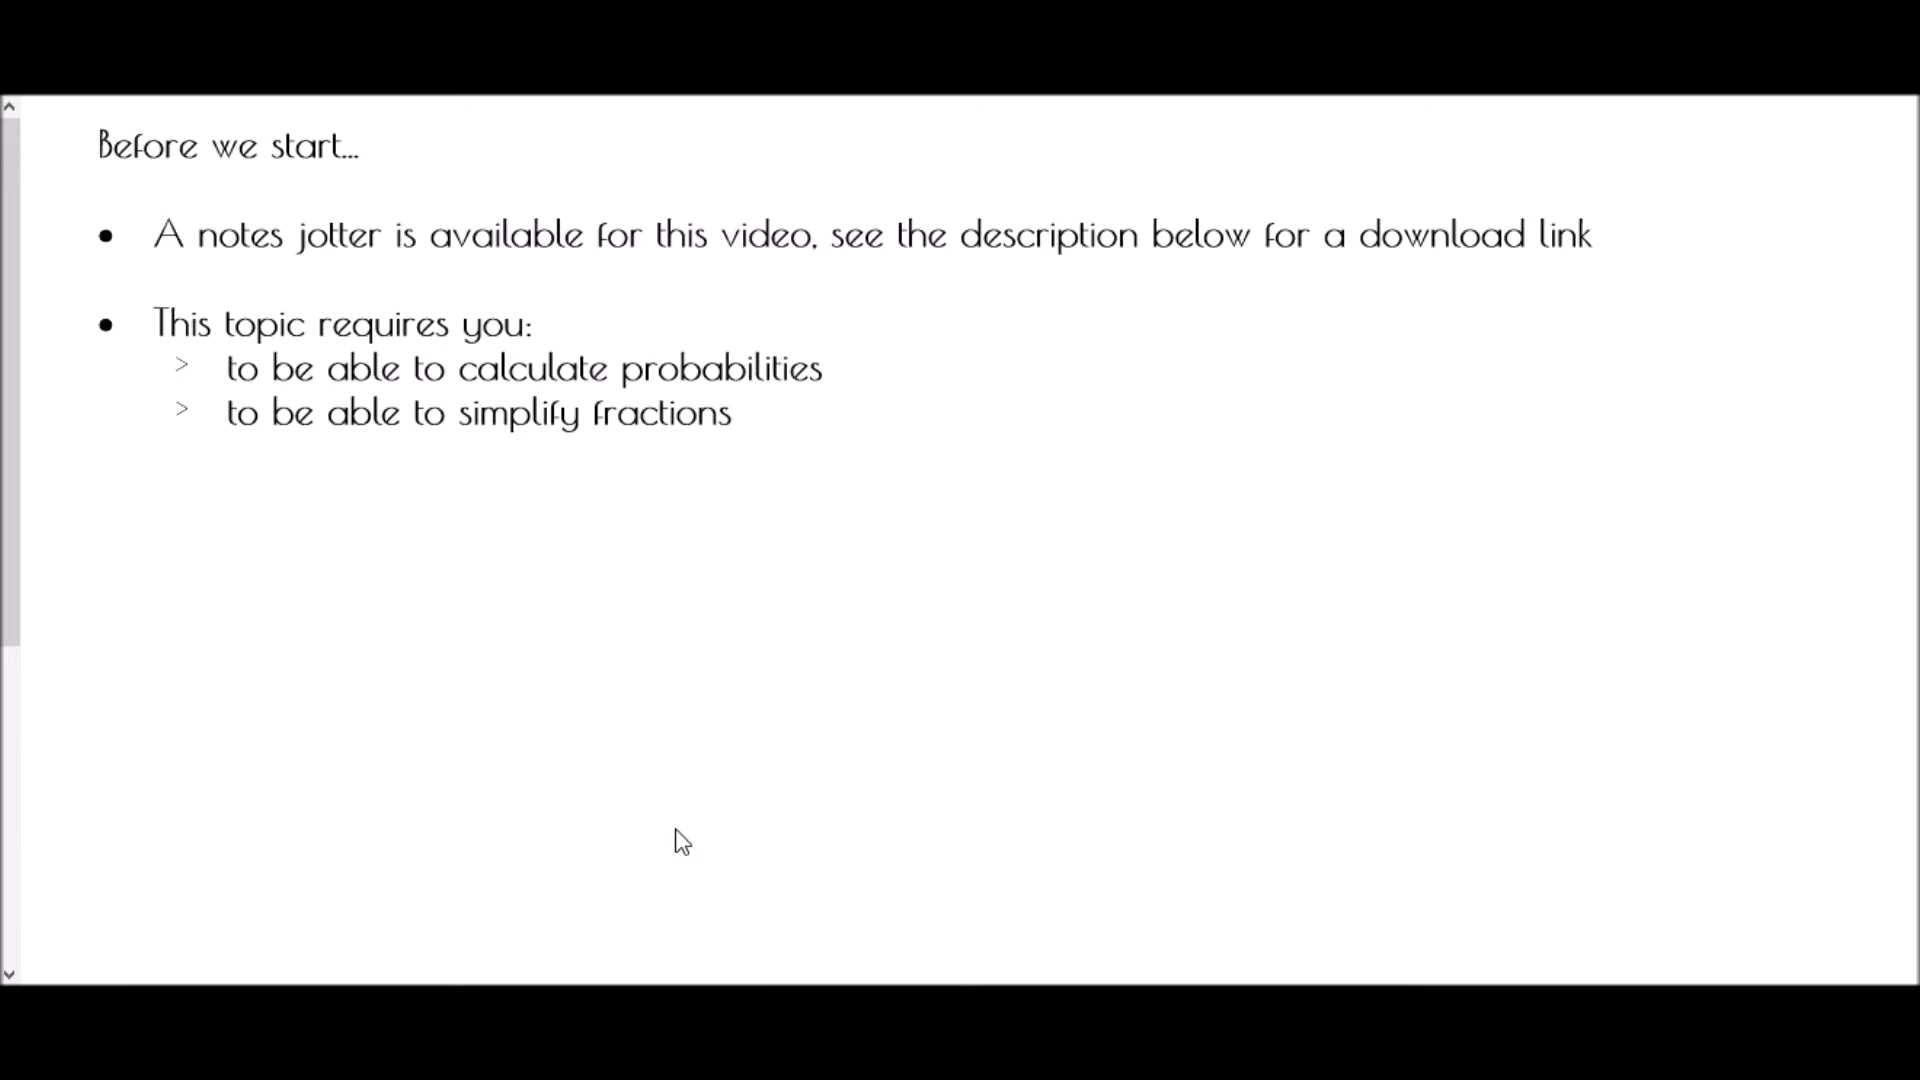 Before we start...
• A notes jotter is available for this video, see the description below for a download link
• This topic requires you:
> to be able to calculate probabilities
> to be able to simplify fractions